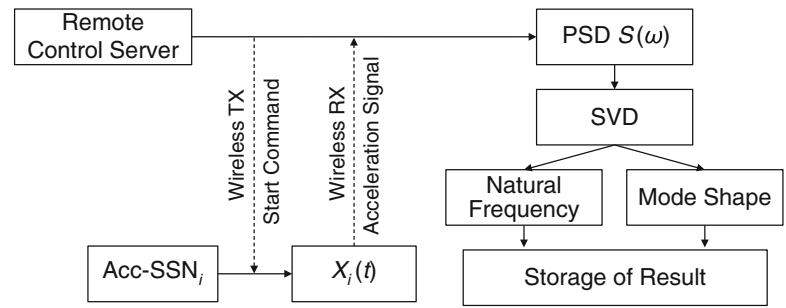 Remote
Control Server
PSD S(ω)
Wireless TX
Start Command
Wireless RX
Acceleration Signal
SVD
Natural
Frequency
Mode Shape
Acc-SSNᵢ
Xᵢ(t)
Storage of Result